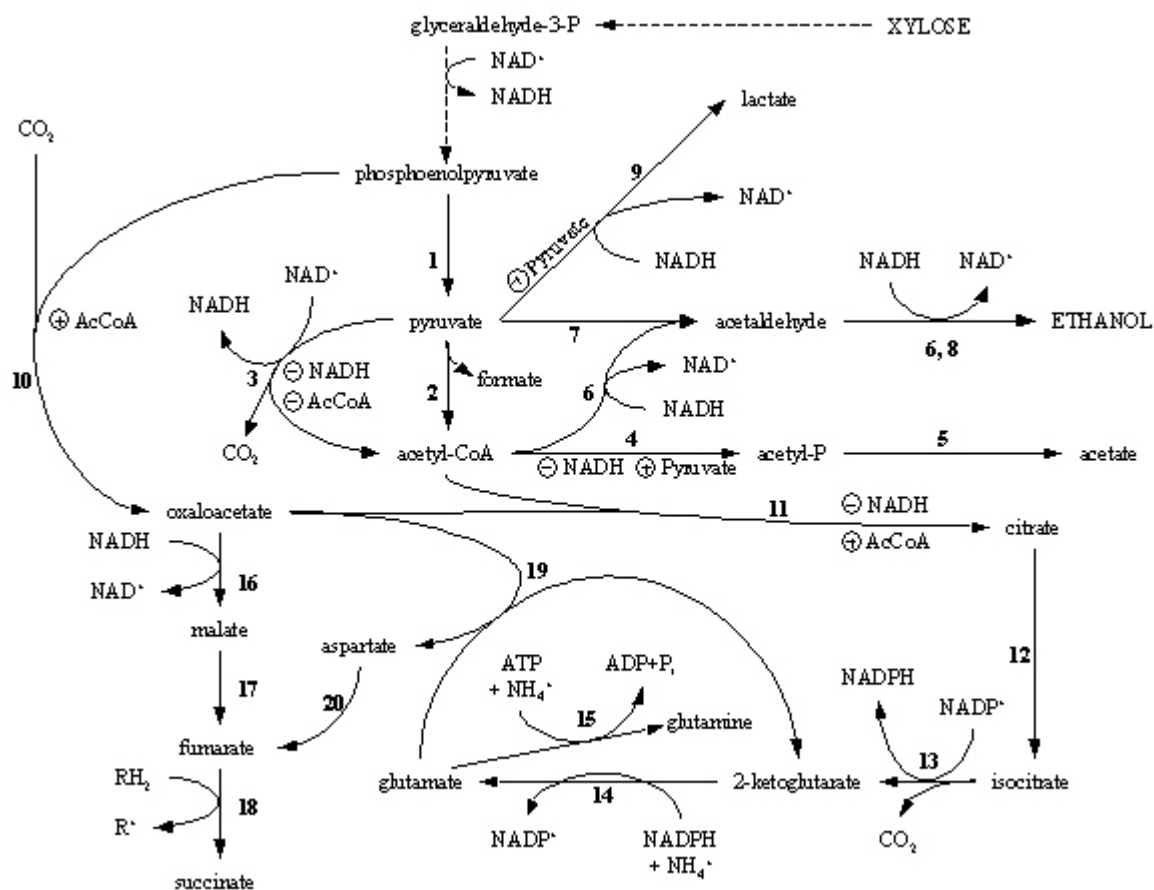 glyceraldehyde-3-P
XYLOSE
NAD⁺
NADH
lactate
CO₂
phosphoenolpyruvate
9
NAD⁺
⊕ Pyruvate
NADH
1
NADH
NAD⁺
NAD⁺
NADH
⊕ AcCoA
pyruvate
7
acetaldehyde
6, 8
ETHANOL
10
3
⊖ NADH
⊖ AcCoA
2
formate
6
NAD⁺
NADH
CO₂
acetyl-CoA
4
⊖ NADH ⊕ Pyruvate
acetyl-P
5
acetate
oxaloacetate
11
⊖ NADH
⊕ AcCoA
citrate
NADH
NAD⁺
16
19
malate
aspartate
12
17
20
ATP
+ NH₄⁺
ADP+Pᵢ
15
glutamine
NADPH
NADP⁺
fumarate
glutamate
14
2-ketoglutarate
13
isocitrate
RH₂
R⁺
18
NADP⁺
NADPH
+ NH₄⁺
CO₂
succinate